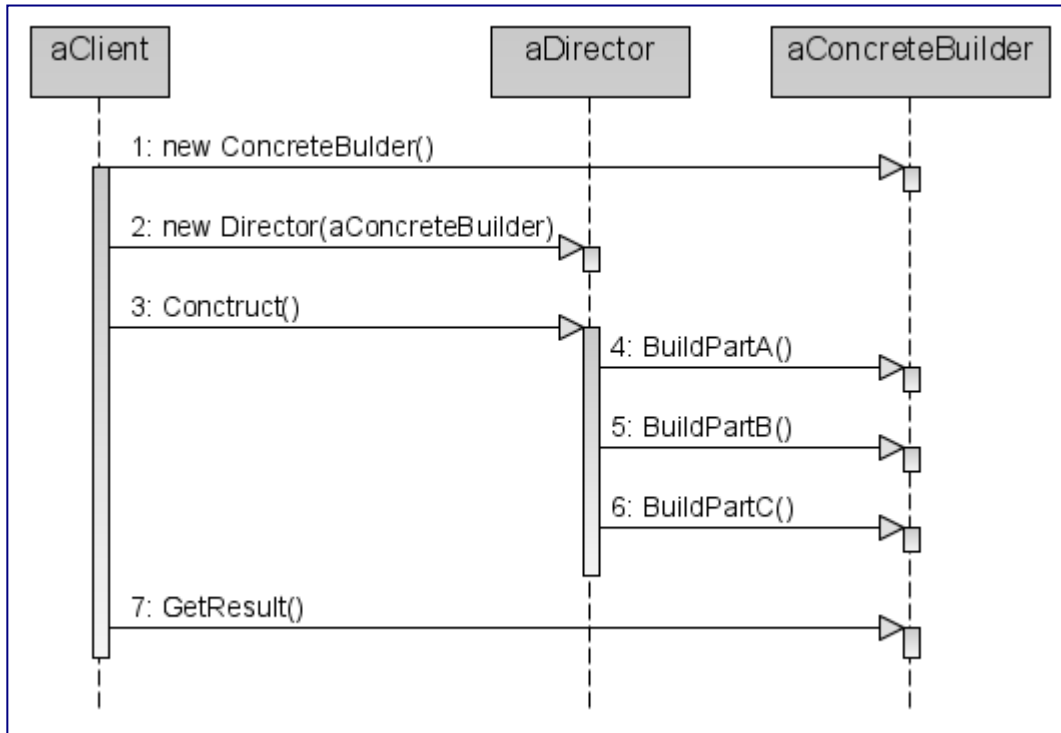 aClient
aDirector
aConcreteBuilder
1: new ConcreteBulder()
2: new Director(aConcreteBuilder)
3: Conctruct()
4: BuildPartA()
5: BuildPartB()
6: BuildPartC()
7: GetResult()